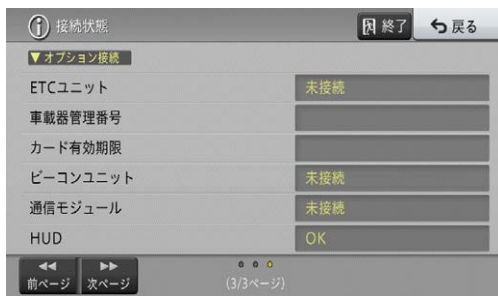 接続状態
終了
戻る
▼オプション接続
ETCユニット 未接続
車載器管理番号
カード有効期限
ビーコンユニット 未接続
通信モジュール 未接続
HUD OK
前ページ 次ページ
(3/3ページ)